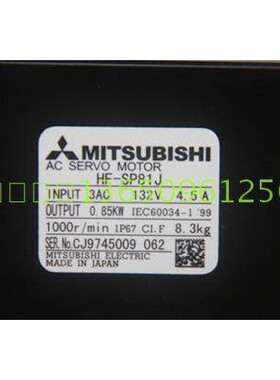 MITSUBISHI
AC SERVO MOTOR
HF-SP81J
INPUT 3AC 132V 4.5A
OUTPUT 0.85KW IEC60034-1 '99
1000r/min IP67 CI.F 8.3kg
SER.No.CJ9745009 062
MITSUBISHI ELECTRIC
MADE IN JAPAN